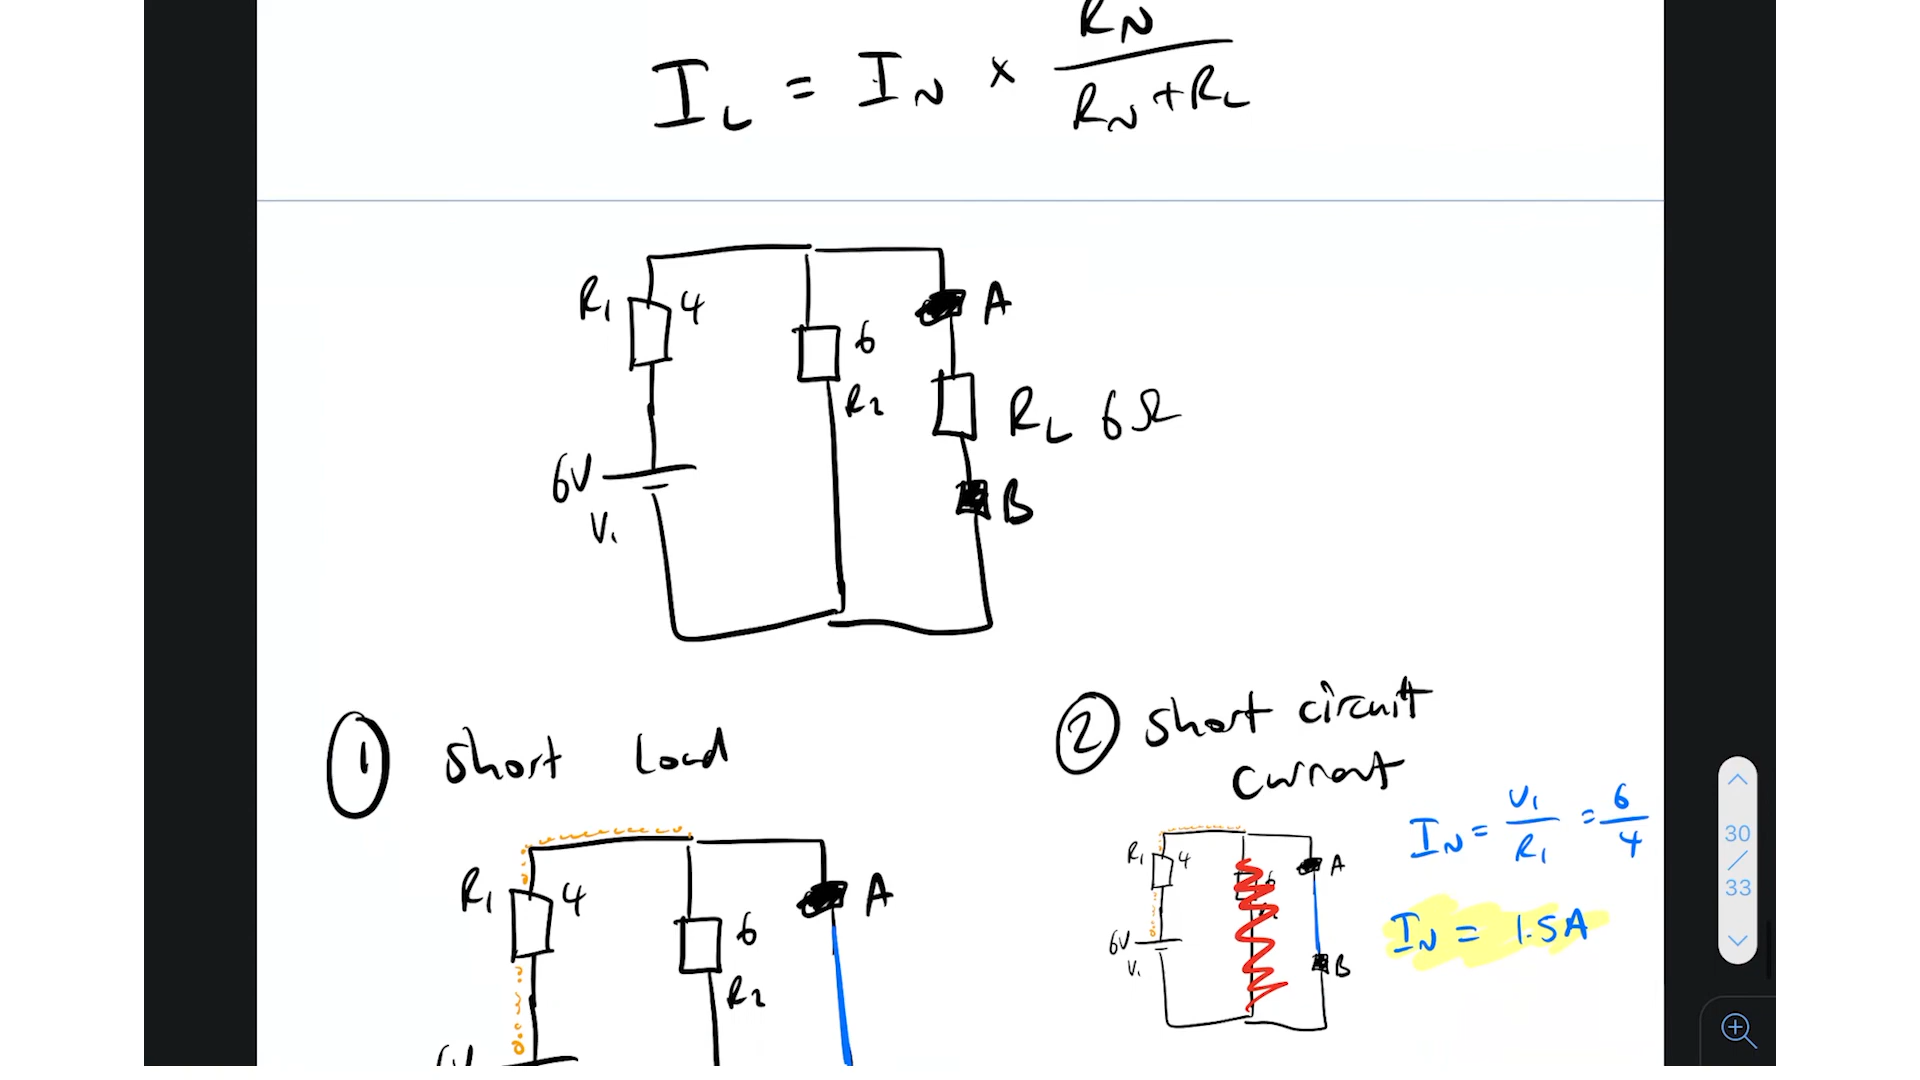 I_L = I_N × R_N / (R_N + R_L)
R1 4
6 R2
A
R_L 6Ω
B
6V
V1
① short load
R1 4
6
R2
A
6V
② short circuit
current
R1 4
A
6V
V1
B
I_N = V1 / R1 = 6 / 4
I_N = 1.5A
30
/
33